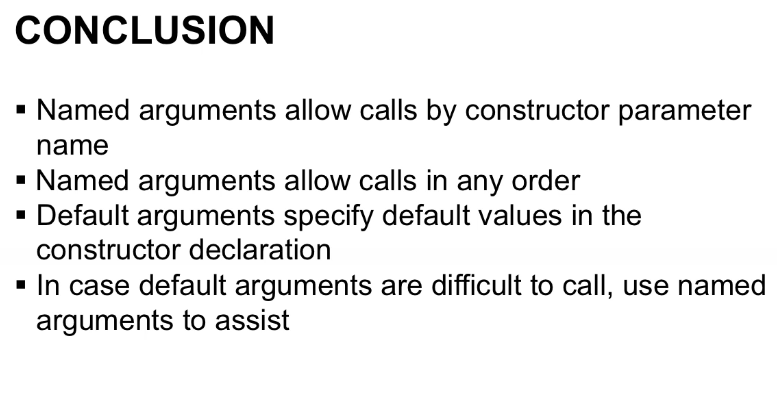 CONCLUSION
▪ Named arguments allow calls by constructor parameter
name
▪ Named arguments allow calls in any order
▪ Default arguments specify default values in the
constructor declaration
▪ In case default arguments are difficult to call, use named
arguments to assist